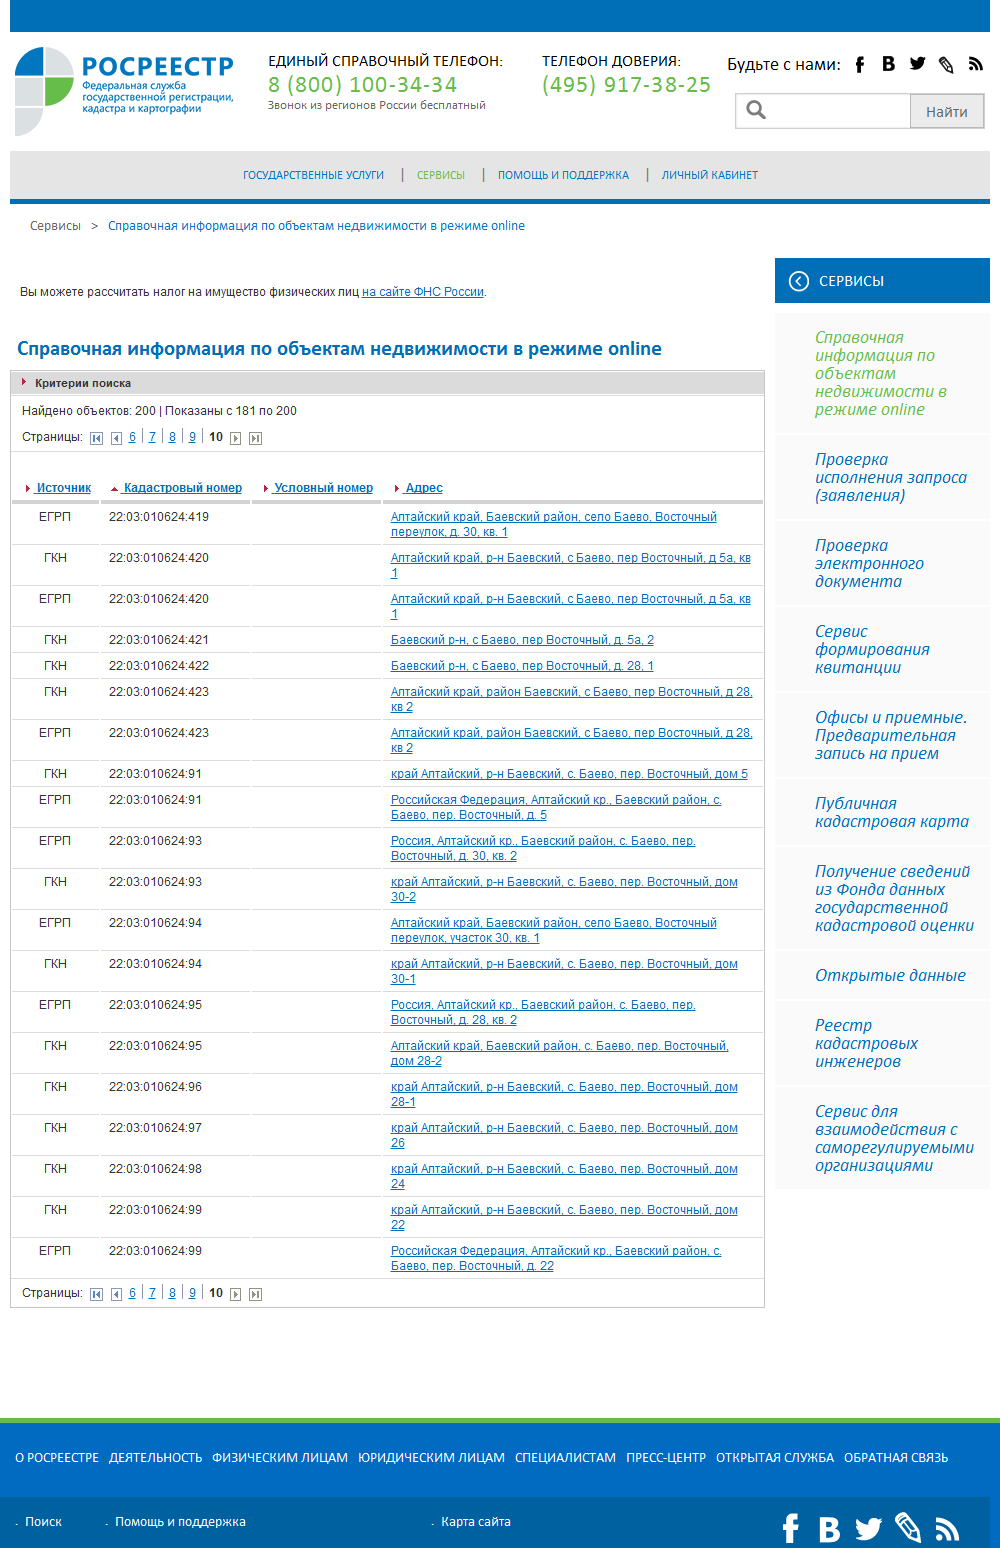 РОСРЕЕСТР
Федеральная служба
государственной регистрации,
кадастра и картографии
ЕДИНЫЙ СПРАВОЧНЫЙ ТЕЛЕФОН:
8 (800) 100-34-34
Звонок из регионов России бесплатный
ТЕЛЕФОН ДОВЕРИЯ:
(495) 917-38-25
Будьте с нами:
Найти
ГОСУДАРСТВЕННЫЕ УСЛУГИ | СЕРВИСЫ | ПОМОЩЬ И ПОДДЕРЖКА | ЛИЧНЫЙ КАБИНЕТ
Сервисы > Справочная информация по объектам недвижимости в режиме online
Вы можете рассчитать налог на имущество физических лиц на сайте ФНС России.
Справочная информация по объектам недвижимости в режиме online
Критерии поиска
Найдено объектов: 200 | Показаны с 181 по 200
Страницы: 6 | 7 | 8 | 9 | 10
Источник Кадастровый номер Условный номер Адрес
ЕГРП 22:03:010624:419 Алтайский край, Баевский район, село Баево, Восточный
переулок, д. 30, кв. 1
ГКН 22:03:010624:420 Алтайский край, р-н Баевский, с Баево, пер Восточный, д 5а, кв
1
ЕГРП 22:03:010624:420 Алтайский край, р-н Баевский, с Баево, пер Восточный, д 5а, кв
1
ГКН 22:03:010624:421 Баевский р-н, с Баево, пер Восточный, д. 5а, 2
ГКН 22:03:010624:422 Баевский р-н, с Баево, пер Восточный, д. 28, 1
ГКН 22:03:010624:423 Алтайский край, район Баевский, с Баево, пер Восточный, д 28,
кв 2
ЕГРП 22:03:010624:423 Алтайский край, район Баевский, с Баево, пер Восточный, д 28,
кв 2
ГКН 22:03:010624:91 край Алтайский, р-н Баевский, с. Баево, пер. Восточный, дом 5
ЕГРП 22:03:010624:91 Российская Федерация, Алтайский кр., Баевский район, с.
Баево, пер. Восточный, д. 5
ЕГРП 22:03:010624:93 Россия, Алтайский кр., Баевский район, с. Баево, пер.
Восточный, д. 30, кв. 2
ГКН 22:03:010624:93 край Алтайский, р-н Баевский, с. Баево, пер. Восточный, дом
30-2
ЕГРП 22:03:010624:94 Алтайский край, Баевский район, село Баево, Восточный
переулок, участок 30, кв. 1
ГКН 22:03:010624:94 край Алтайский, р-н Баевский, с. Баево, пер. Восточный, дом
30-1
ЕГРП 22:03:010624:95 Россия, Алтайский кр., Баевский район, с. Баево, пер.
Восточный, д. 28, кв. 2
ГКН 22:03:010624:95 Алтайский край, Баевский район, с. Баево, пер. Восточный,
дом 28-2
ГКН 22:03:010624:96 край Алтайский, р-н Баевский, с. Баево, пер. Восточный, дом
28-1
ГКН 22:03:010624:97 край Алтайский, р-н Баевский, с. Баево, пер. Восточный, дом
26
ГКН 22:03:010624:98 край Алтайский, р-н Баевский, с. Баево, пер. Восточный, дом
24
ГКН 22:03:010624:99 край Алтайский, р-н Баевский, с. Баево, пер. Восточный, дом
22
ЕГРП 22:03:010624:99 Российская Федерация, Алтайский кр., Баевский район, с.
Баево, пер. Восточный, д. 22
Страницы: 6 | 7 | 8 | 9 | 10
СЕРВИСЫ
Справочная
информация по
объектам
недвижимости в
режиме online
Проверка
исполнения запроса
(заявления)
Проверка
электронного
документа
Сервис
формирования
квитанции
Офисы и приемные.
Предварительная
запись на прием
Публичная
кадастровая карта
Получение сведений
из Фонда данных
государственной
кадастровой оценки
Открытые данные
Реестр
кадастровых
инженеров
Сервис для
взаимодействия с
саморегулируемыми
организациями
О РОСРЕЕСТРЕ ДЕЯТЕЛЬНОСТЬ ФИЗИЧЕСКИМ ЛИЦАМ ЮРИДИЧЕСКИМ ЛИЦАМ СПЕЦИАЛИСТАМ ПРЕСС-ЦЕНТР ОТКРЫТАЯ СЛУЖБА ОБРАТНАЯ СВЯЗЬ
- Поиск - Помощь и поддержка - Карта сайта